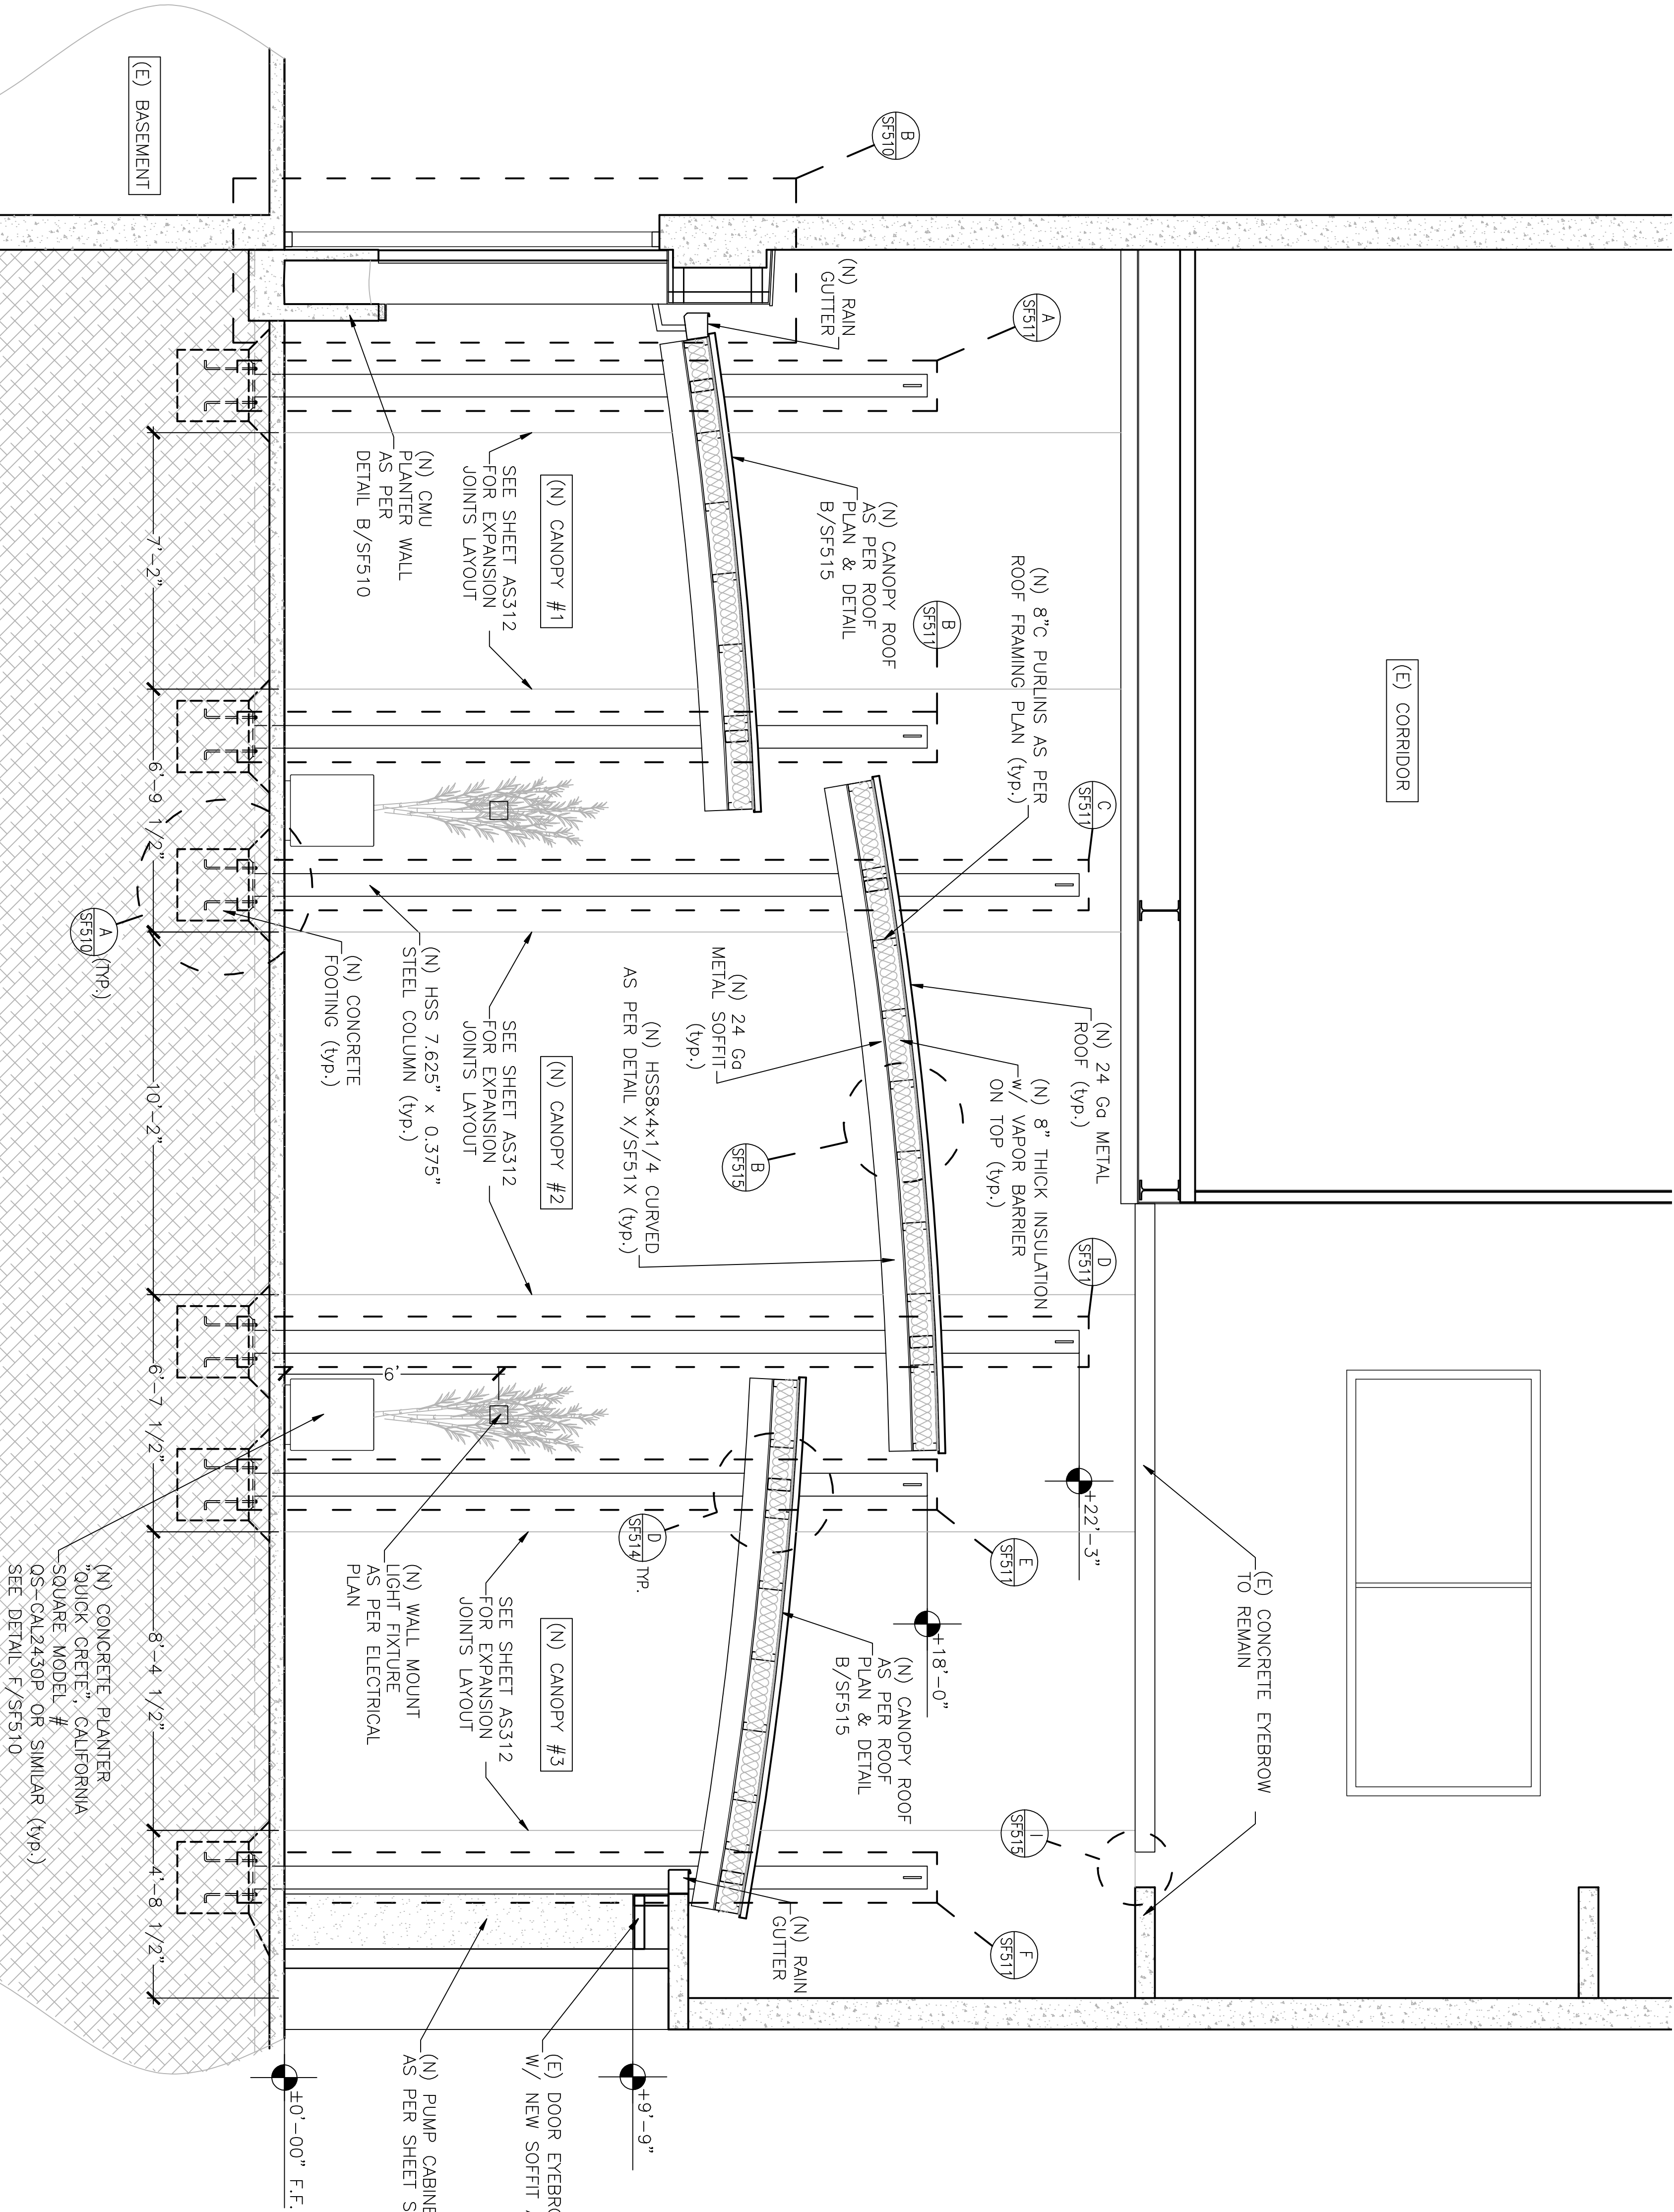 (E) CORRIDOR
(E) CONCRETE EYEBROW
TO REMAIN
A
SF511
C
SF511
D
SF511
I
SF515
+22'-3"
B
SF510
B
SF511
E
SF511
F
SF511
(N) 8"C PURLINS AS PER
ROOF FRAMING PLAN (typ.)
(N) 24 Ga METAL
ROOF (typ.)
(N) 8" THICK INSULATION
w/ VAPOR BARRIER
ON TOP (typ.)
+18'-0"
(N) RAIN
GUTTER
(N) CANOPY ROOF
AS PER ROOF
PLAN & DETAIL
B/SF515
(N) CANOPY ROOF
AS PER ROOF
PLAN & DETAIL
B/SF515
(N) RAIN
GUTTER
(N) 24 Ga
METAL SOFFIT
(typ.)
B
SF515
(N) HSS8x4x1/4 CURVED
AS PER DETAIL X/SF51X (typ.)
D
SF514
TYP.
+9'-9"
(N) CANOPY #1
(N) CANOPY #2
(N) CANOPY #3
(E) DOOR EYEBRO
W/ NEW SOFFIT
SEE SHEET AS312
FOR EXPANSION
JOINTS LAYOUT
SEE SHEET AS312
FOR EXPANSION
JOINTS LAYOUT
SEE SHEET AS312
FOR EXPANSION
JOINTS LAYOUT
(N) CMU
PLANTER WALL
AS PER
DETAIL B/SF510
(N) HSS 7.625" x 0.375"
STEEL COLUMN (typ.)
(N) CONCRETE
FOOTING (typ.)
6'
(N) WALL MOUNT
LIGHT FIXTURE
AS PER ELECTRICAL
PLAN
(N) PUMP CABINE
AS PER SHEET S
±0'-00" F.F.
(E) BASEMENT
7'-2"
6'-9 1/2"
10'-2"
6'-7 1/2"
8'-4 1/2"
4'-8 1/2"
A
SF510
(TYP.)
(N) CONCRETE PLANTER
"QUICK CRETE", CALIFORNIA
SQUARE MODEL #
QS-CAL2430P OR SIMILAR (typ.)
SEE DETAIL F/SF510